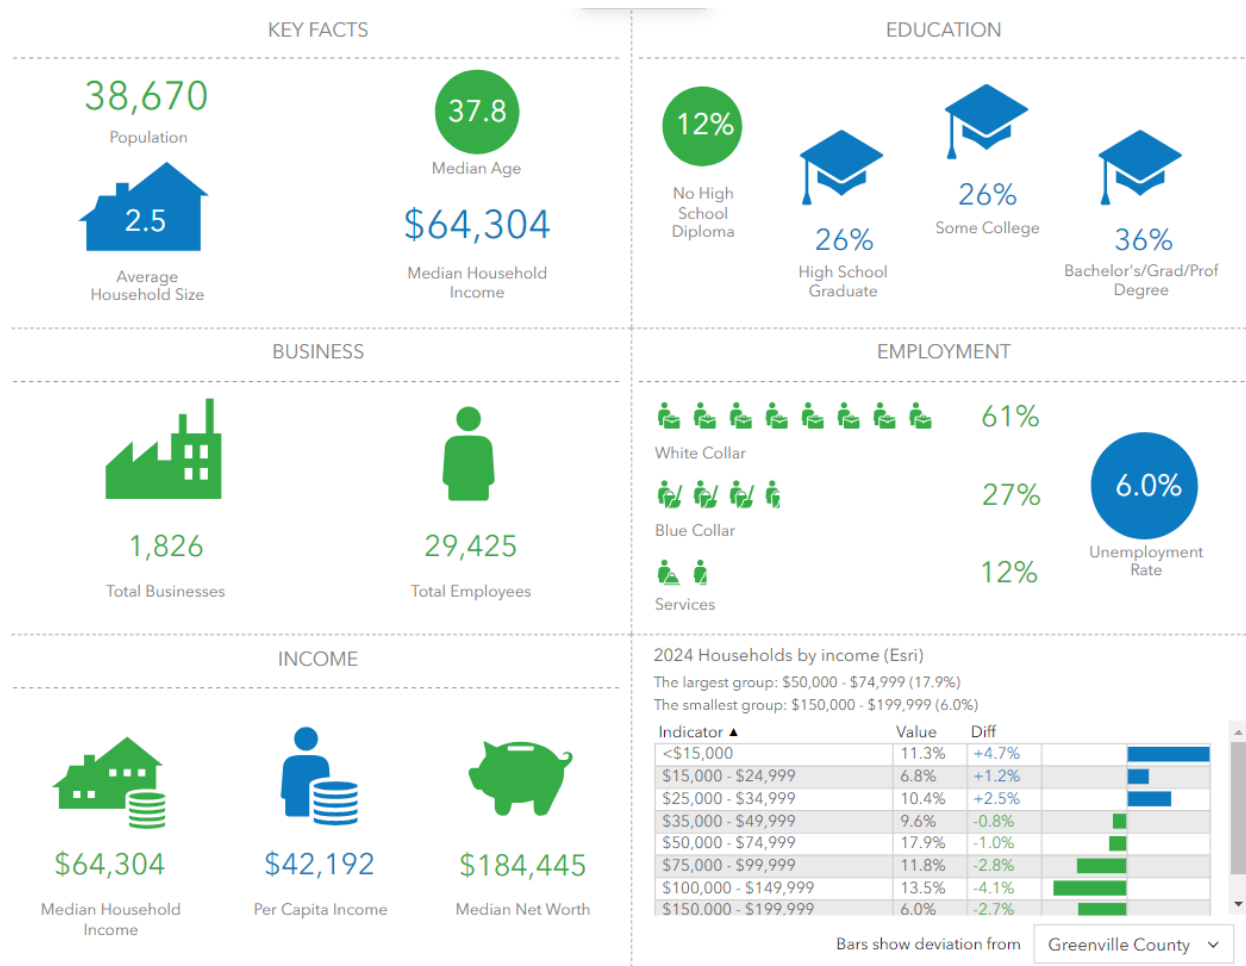 KEY FACTS
38,670
Population
37.8
Median Age
2.5
Average
Household Size
$64,304
Median Household
Income
EDUCATION
12%
No High
School
Diploma
26%
High School
Graduate
26%
Some College
36%
Bachelor's/Grad/Prof
Degree
BUSINESS
1,826
Total Businesses
29,425
Total Employees
EMPLOYMENT
61%
White Collar
27%
Blue Collar
12%
Services
6.0%
Unemployment
Rate
INCOME
$64,304
Median Household
Income
$42,192
Per Capita Income
$184,445
Median Net Worth
2024 Households by income (Esri)
The largest group: $50,000 - $74,999 (17.9%)
The smallest group: $150,000 - $199,999 (6.0%)
Indicator ▲ Value Diff
<$15,000 11.3% +4.7%
$15,000 - $24,999 6.8% +1.2%
$25,000 - $34,999 10.4% +2.5%
$35,000 - $49,999 9.6% -0.8%
$50,000 - $74,999 17.9% -1.0%
$75,000 - $99,999 11.8% -2.8%
$100,000 - $149,999 13.5% -4.1%
$150,000 - $199,999 6.0% -2.7%
Bars show deviation from Greenville County